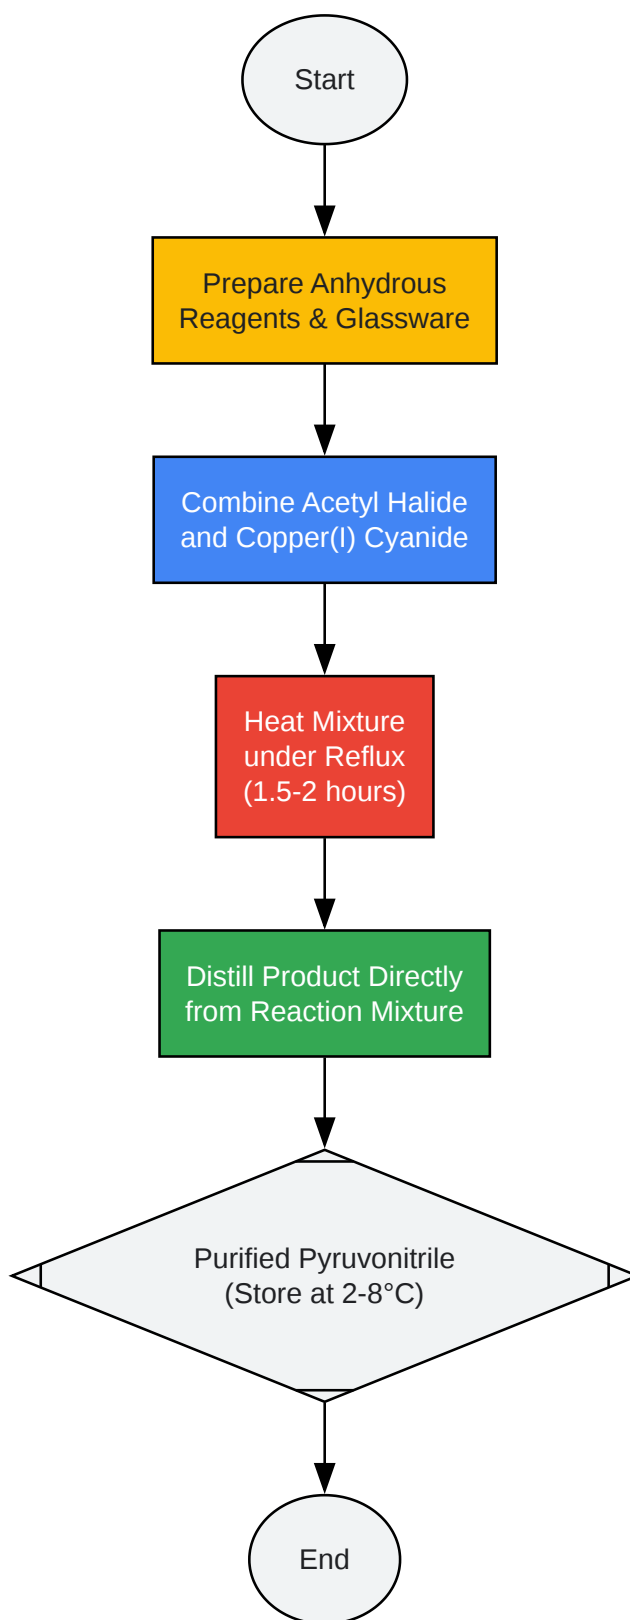 Start
Prepare Anhydrous
Reagents & Glassware
Combine Acetyl Halide
and Copper(I) Cyanide
Heat Mixture
under Reflux
(1.5-2 hours)
Distill Product Directly
from Reaction Mixture
Purified Pyruvonitrile
(Store at 2-8°C)
End